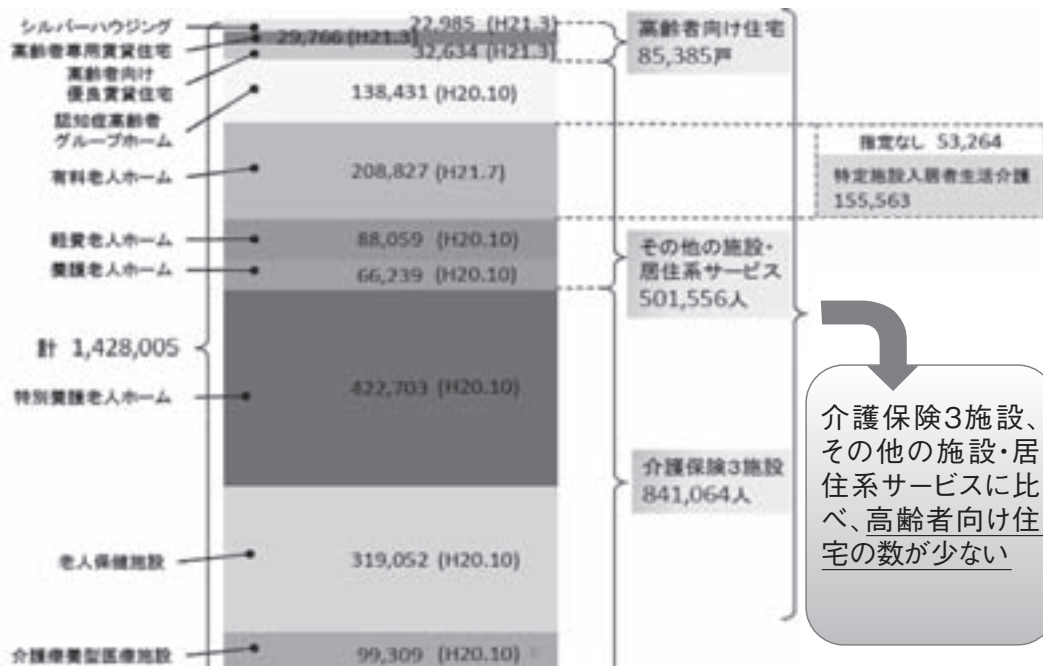 シルバーハウジング
高齢者専用賃貸住宅
高齢者向け
優良賃貸住宅
認知症高齢者
グループホーム
有料老人ホーム
軽費老人ホーム
養護老人ホーム
計 1,428,005
特別養護老人ホーム
老人保健施設
介護療養型医療施設
22,985 (H21.3)
29,766 (H21.3)
32,634 (H21.3)
138,431 (H20.10)
208,827 (H21.7)
88,059 (H20.10)
66,239 (H20.10)
422,703 (H20.10)
319,052 (H20.10)
99,309 (H20.10)
高齢者向け住宅
85,385戸
その他の施設・
居住系サービス
501,556人
介護保険3施設
841,064人
指定なし 53,264
特定施設入居者生活介護
155,563
介護保険3施設、
その他の施設・居
住系サービスに比
べ、高齢者向け住
宅の数が少ない